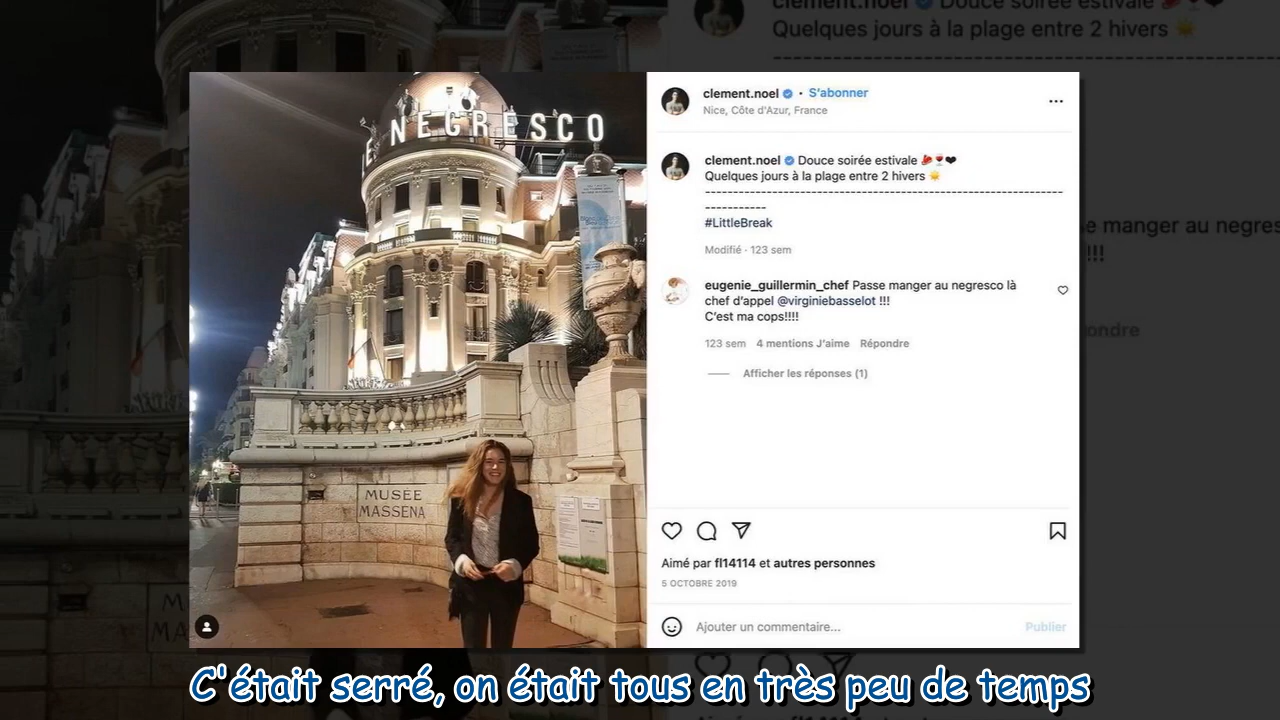 LE NEGRESCO
MUSÉE
MASSENA
clement.noel • S'abonner
Nice, Côte d'Azur, France
clement.noel Douce soirée estivale
Quelques jours à la plage entre 2 hivers
--------------------------------------------------------------------------------
-----------
#LittleBreak
Modifié · 123 sem
eugenie_guillermin_chef Passe manger au negresco là
chef d'appel @virginiebasselot !!!
C'est ma cops!!!!
123 sem 4 mentions J'aime Répondre
Afficher les réponses (1)
Aimé par fl14114 et autres personnes
5 OCTOBRE 2019
Ajouter un commentaire...
Publier
C'était serré, on était tous en très peu de temps